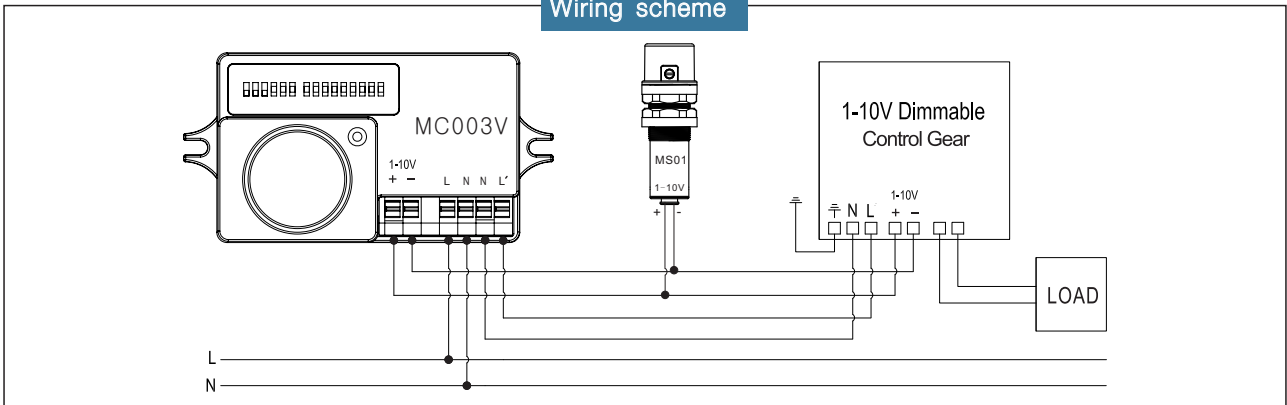 Wiring scheme
MC003V
1-10V
+ −
L N N L'
MS01
1-10V
+ -
1-10V Dimmable
Control Gear
1-10V
N L + −
LOAD
L
N